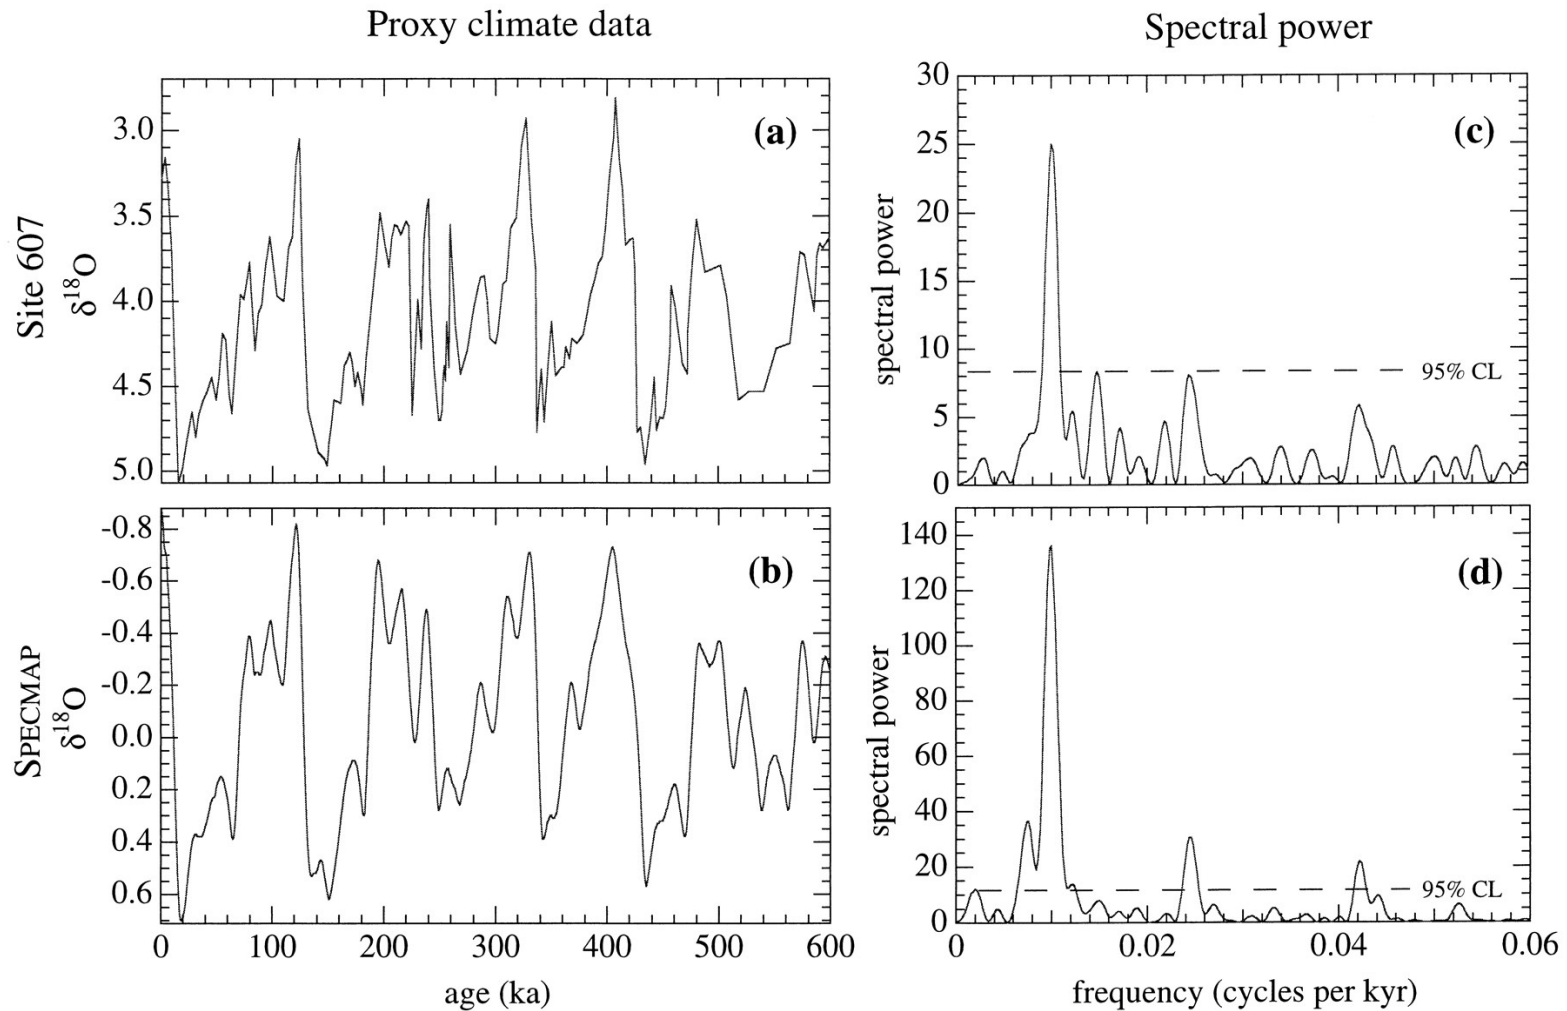 Proxy climate data
Spectral power
Site 607
δ¹⁸O
3.0
3.5
4.0
4.5
5.0
(a)
spectral power
30
25
20
15
10
5
0
(c)
95% CL
SPECMAP
δ¹⁸O
-0.8
-0.6
-0.4
-0.2
0.0
0.2
0.4
0.6
(b)
0 100 200 300 400 500 600
age (ka)
spectral power
140
120
100
80
60
40
20
0
(d)
95% CL
0 0.02 0.04 0.06
frequency (cycles per kyr)